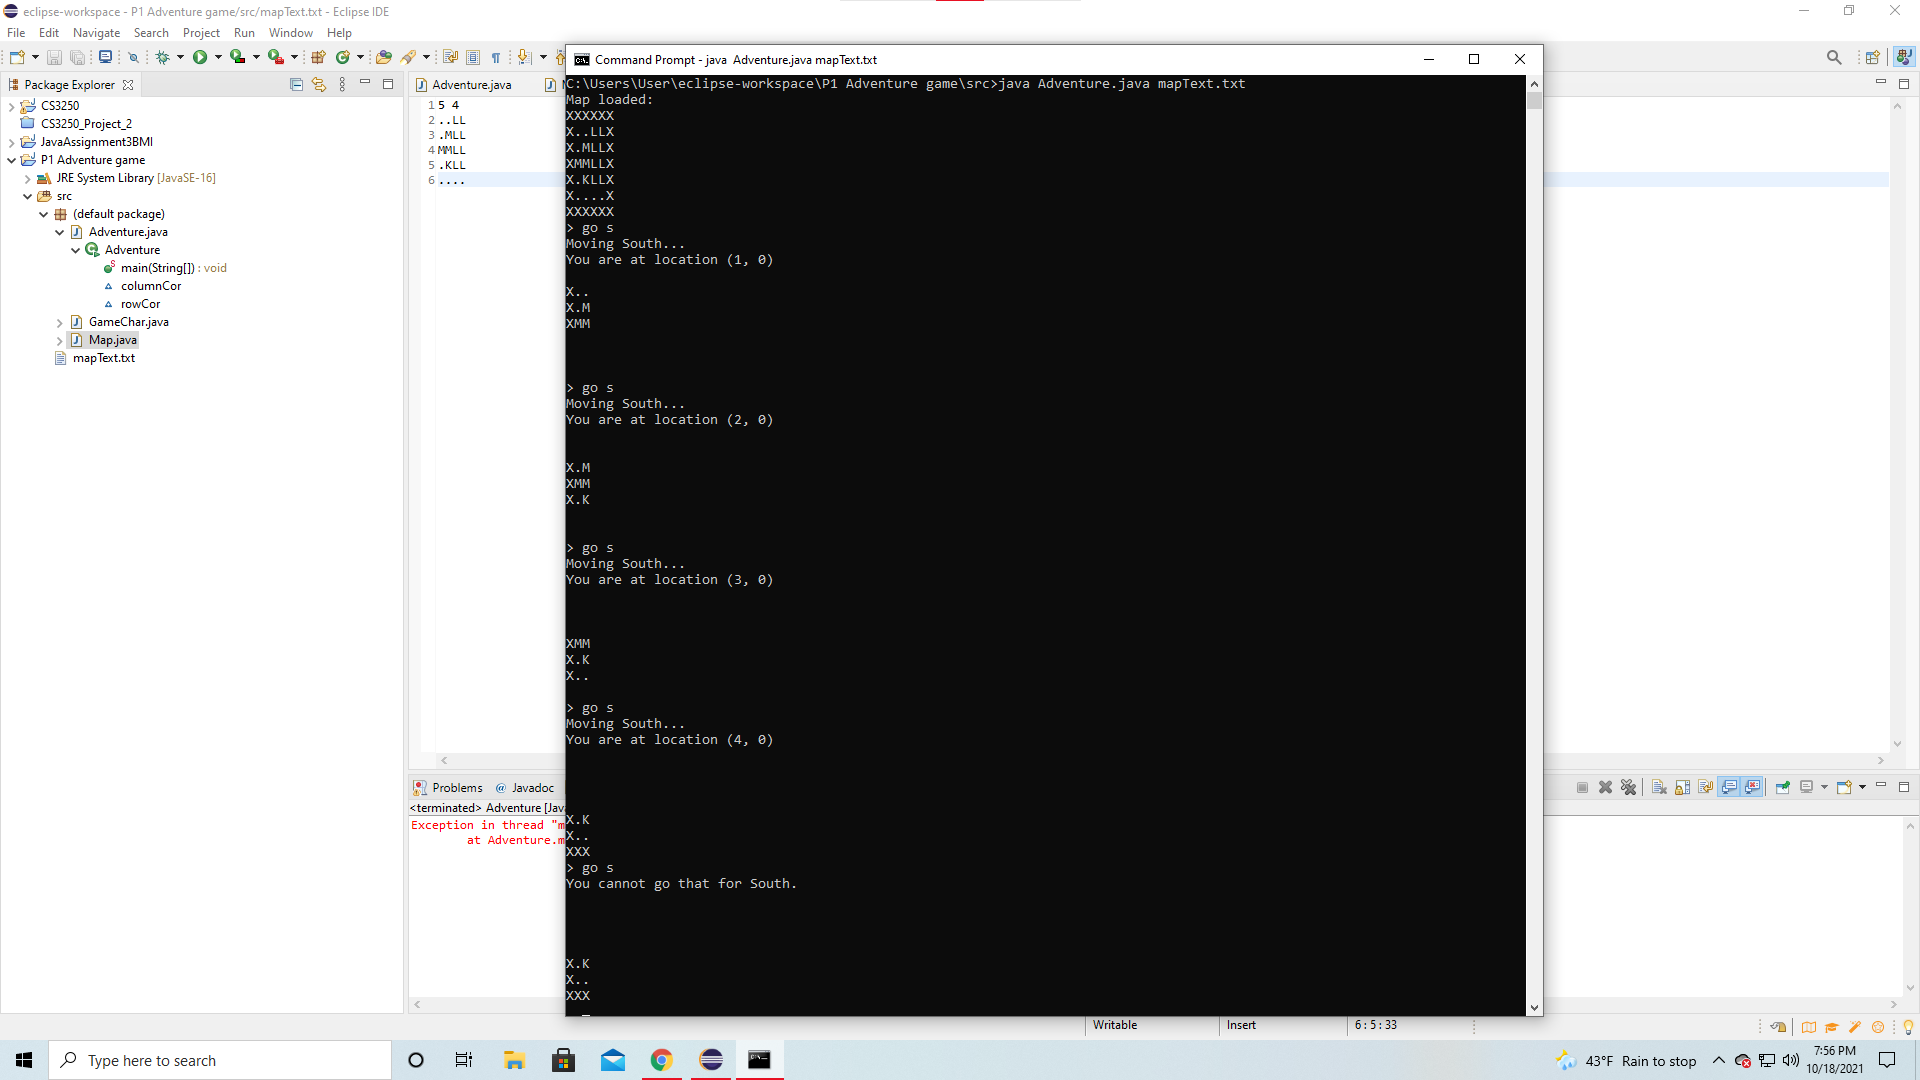 eclipse-workspace - P1 Adventure game/src/mapText.txt - Eclipse IDE
File Edit Navigate Search Project Run Window Help
Package Explorer
CS3250
CS3250_Project_2
JavaAssignment3BMI
P1 Adventure game
JRE System Library [JavaSE-16]
src
(default package)
Adventure.java
Adventure
main(String[]) : void
columnCor
rowCor
GameChar.java
Map.java
mapText.txt
Adventure.java
1 5 4
2 ..LL
3 .MLL
4 MMLL
5 .KLL
6 ....
Command Prompt - java  Adventure.java mapText.txt
C:\Users\User\eclipse-workspace\P1 Adventure game\src>java Adventure.java mapText.txt
Map loaded:
XXXXXX
X..LLX
X.MLLX
XMMLLX
X.KLLX
X....X
XXXXXX
> go s
Moving South...
You are at location (1, 0)
X..
X.M
XMM
> go s
Moving South...
You are at location (2, 0)
X.M
XMM
X.K
> go s
Moving South...
You are at location (3, 0)
XMM
X.K
X..
> go s
Moving South...
You are at location (4, 0)
X.K
X..
XXX
> go s
You cannot go that for South.
X.K
X..
XXX
Problems @ Javadoc
<terminated> Adventure [Jav
Exception in thread "m
at Adventure.m
Writable Insert 6 : 5 : 33
Type here to search
43°F Rain to stop
7:56 PM
10/18/2021